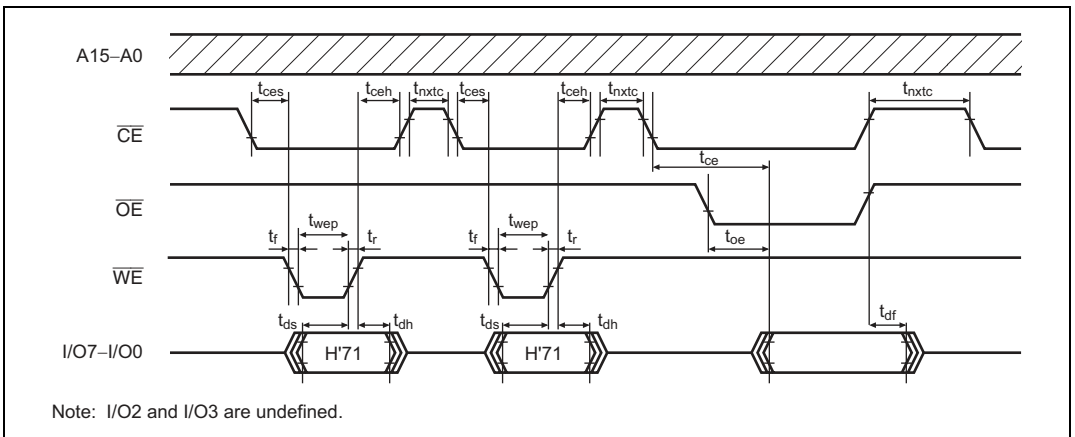 A15–A0
tces tceh tnxtc tces tceh tnxtc tnxtc
CE
tce
OE
twep twep
tf tr tf tr toe
WE
tds tdh tds tdh tdf
I/O7–I/O0 H'71 H'71
Note: I/O2 and I/O3 are undefined.